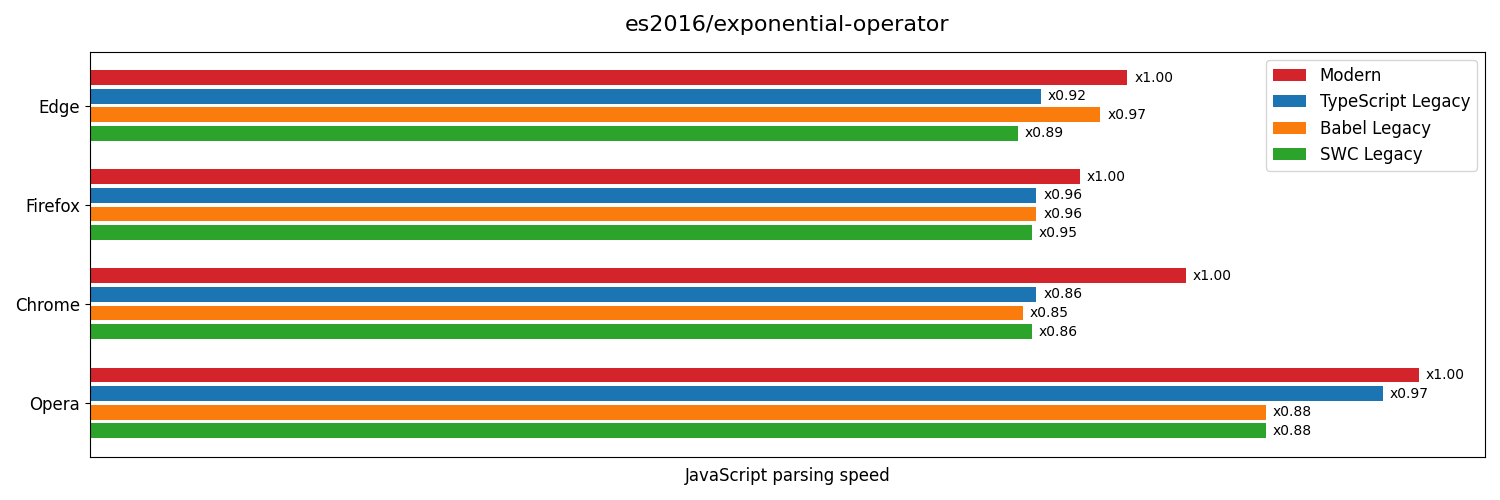 es2016/exponential-operator
Modern
TypeScript Legacy
Babel Legacy
SWC Legacy
Edge
x1.00
x0.92
x0.97
x0.89
Firefox
x1.00
x0.96
x0.96
x0.95
Chrome
x1.00
x0.86
x0.85
x0.86
Opera
x1.00
x0.97
x0.88
x0.88
JavaScript parsing speed